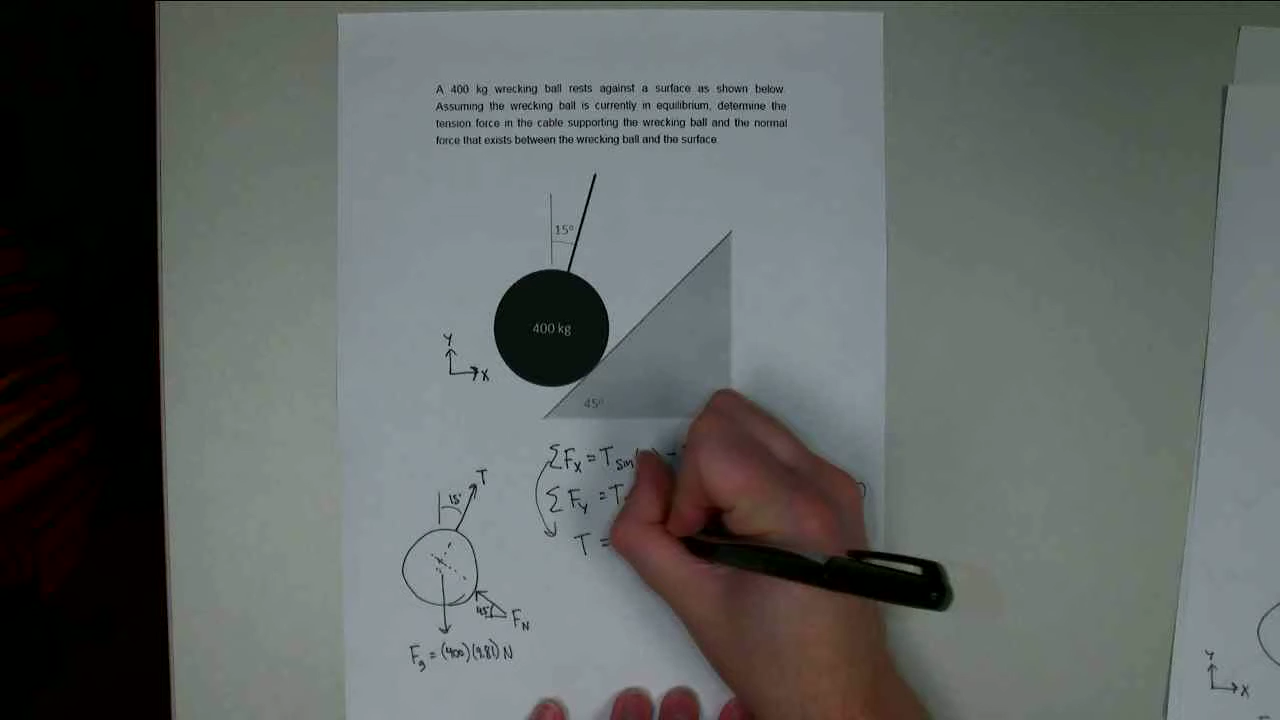 A 400 kg wrecking ball rests against a surface as shown below.
Assuming the wrecking ball is currently in equilibrium, determine the
tension force in the cable supporting the wrecking ball and the normal
force that exists between the wrecking ball and the surface.
15°
400 kg
Y
X
45°
ΣFx = T sin( -
ΣFy = T
T =
T
15°
45°
FN
Fg = (400)(9.81) N
Y
X